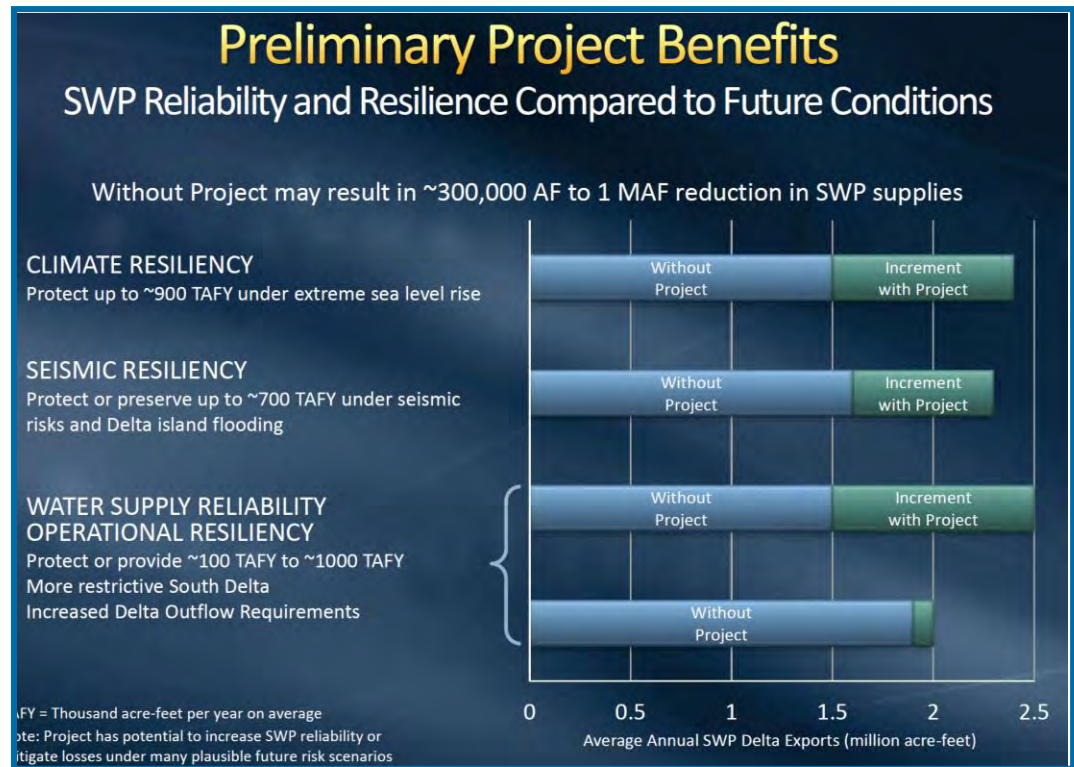 Preliminary Project Benefits
SWP Reliability and Resilience Compared to Future Conditions
Without Project may result in ~300,000 AF to 1 MAF reduction in SWP supplies
CLIMATE RESILIENCY
Protect up to ~900 TAFY under extreme sea level rise
Without
Project
Increment
with Project
SEISMIC RESILIENCY
Protect or preserve up to ~700 TAFY under seismic
risks and Delta island flooding
Without
Project
Increment
with Project
WATER SUPPLY RELIABILITY
OPERATIONAL RESILIENCY
Protect or provide ~100 TAFY to ~1000 TAFY
More restrictive South Delta
Increased Delta Outflow Requirements
Without
Project
Increment
with Project
Without
Project
0 0.5 1 1.5 2 2.5
Average Annual SWP Delta Exports (million acre-feet)
AFY = Thousand acre-feet per year on average
ote: Project has potential to increase SWP reliability or
itigate losses under many plausible future risk scenarios